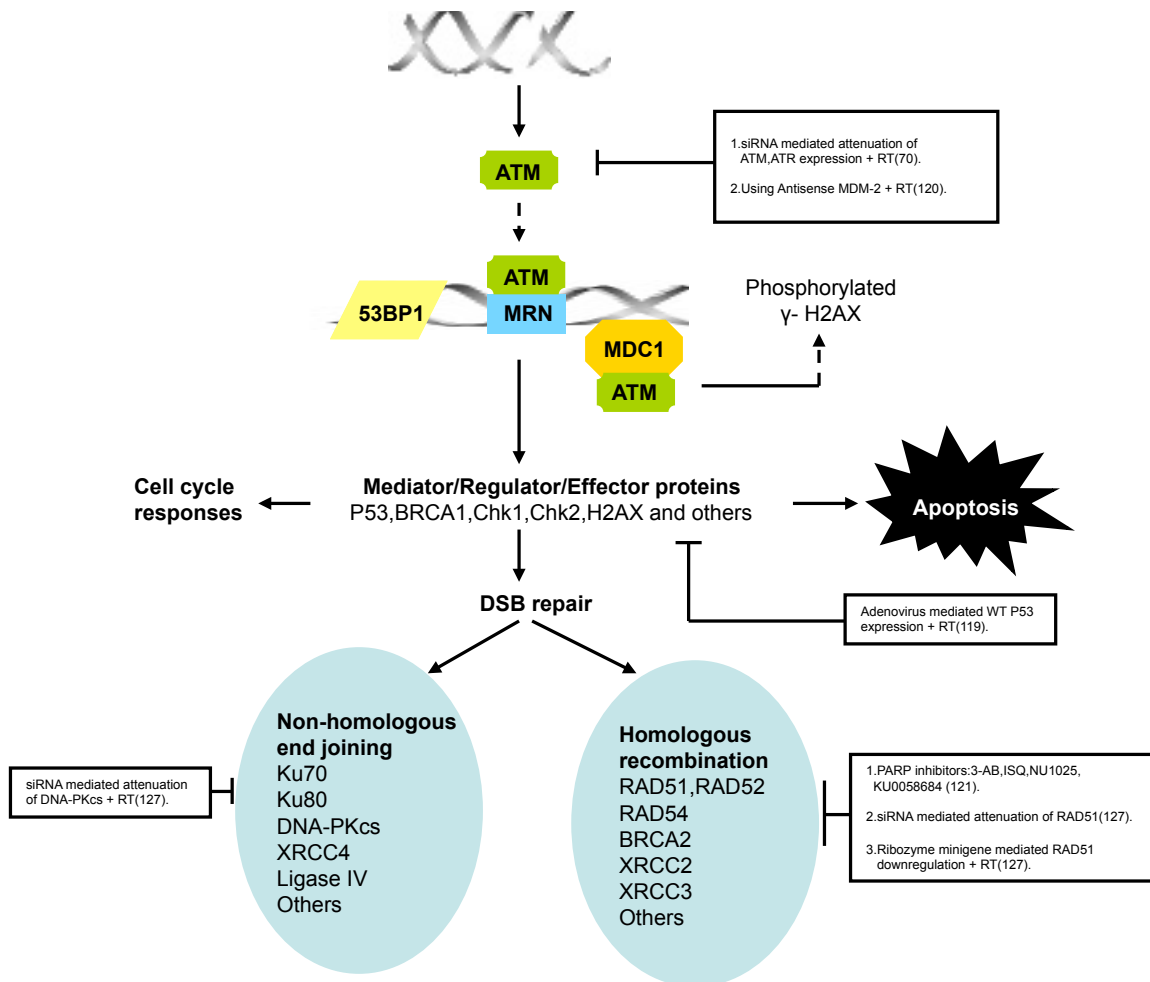 ATM
1.siRNA mediated attenuation of
ATM,ATR expression + RT(70).
2.Using Antisense MDM-2 + RT(120).
ATM
53BP1
MRN
MDC1
ATM
Phosphorylated
γ- H2AX
Cell cycle
responses
Mediator/Regulator/Effector proteins
P53,BRCA1,Chk1,Chk2,H2AX and others
Apoptosis
DSB repair
Adenovirus mediated WT P53
expression + RT(119).
siRNA mediated attenuation
of DNA-PKcs + RT(127).
Non-homologous
end joining
Ku70
Ku80
DNA-PKcs
XRCC4
Ligase IV
Others
Homologous
recombination
RAD51,RAD52
RAD54
BRCA2
XRCC2
XRCC3
Others
1.PARP inhibitors:3-AB,ISQ,NU1025,
KU0058684 (121).
2.siRNA mediated attenuation of RAD51(127).
3.Ribozyme minigene mediated RAD51
downregulation + RT(127).